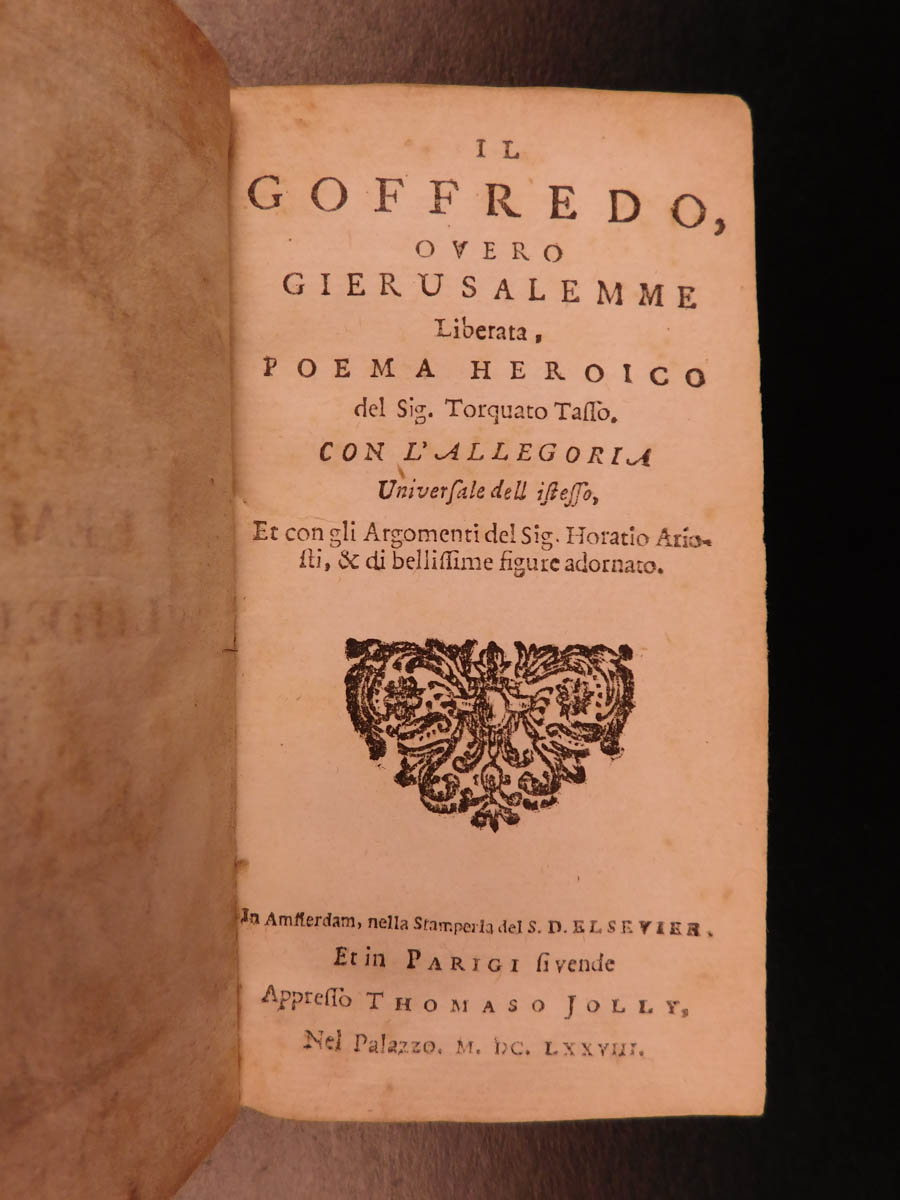 IL
GOFFREDO,
OVERO
GIERUSALEMME
Liberata,
POEMA HEROICO
del Sig. Torquato Taſſo.
CON L'ALLEGORIA
Univerſale dell iſteſſo,
Et con gli Argomenti del Sig. Horatio Ario-
ſti, & di belliſſime figure adornato.
In Amſterdam, nella Stamperia del S. D. ELSEVIER.
Et in PARIGI ſi vende
Appreſſo THOMASO JOLLY,
Nel Palazzo. M. DC. LXXVIII.